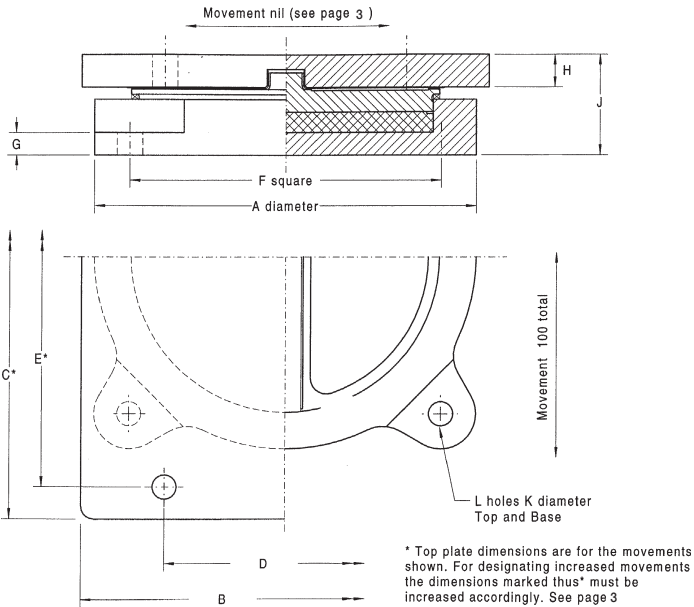 Movement nil (see page 3 )
H
J
G
F square
A diameter
C*
E*
Movement 100 total
L holes K diameter
Top and Base
D
B
* Top plate dimensions are for the movements
shown. For designating increased movements
the dimensions marked thus* must be
increased accordingly. See page 3